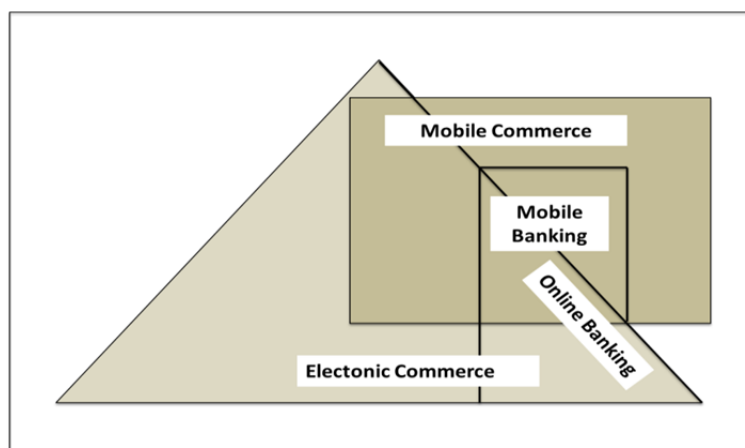 Mobile Commerce
Mobile
Banking
Online Banking
Electonic Commerce